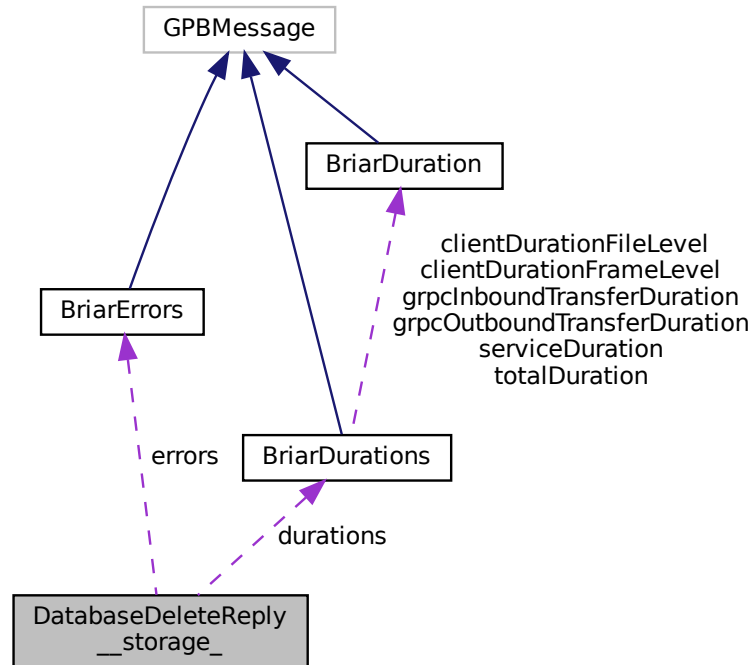 GPBMessage
BriarDuration
clientDurationFileLevel
clientDurationFrameLevel
grpcInboundTransferDuration
grpcOutboundTransferDuration
serviceDuration
totalDuration
BriarErrors
BriarDurations
errors
durations
DatabaseDeleteReply
__storage_